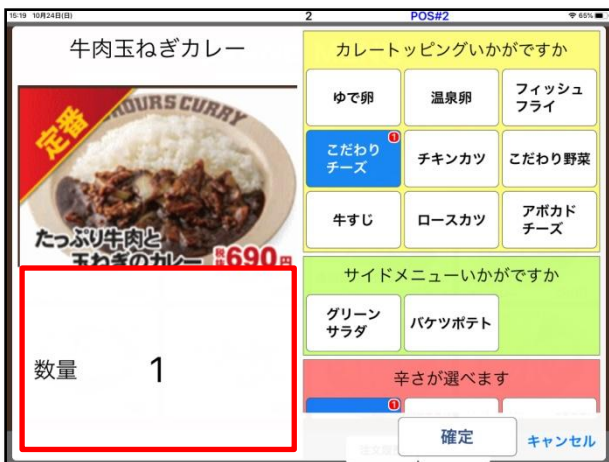 15:19 10月24日(日)
2
POS#2
65%
牛肉玉ねぎカレー
定番
OURS CURRY
たっぷり牛肉と
玉ねぎのカレー
税抜690円
数量
1
カレートッピングいかがですか
ゆで卵
温泉卵
フィッシュ
フライ
こだわり
チーズ
1
チキンカツ
こだわり野菜
牛すじ
ロースカツ
アボカド
チーズ
サイドメニューいかがですか
グリーン
サラダ
バケツポテト
辛さが選べます
1
確定
キャンセル